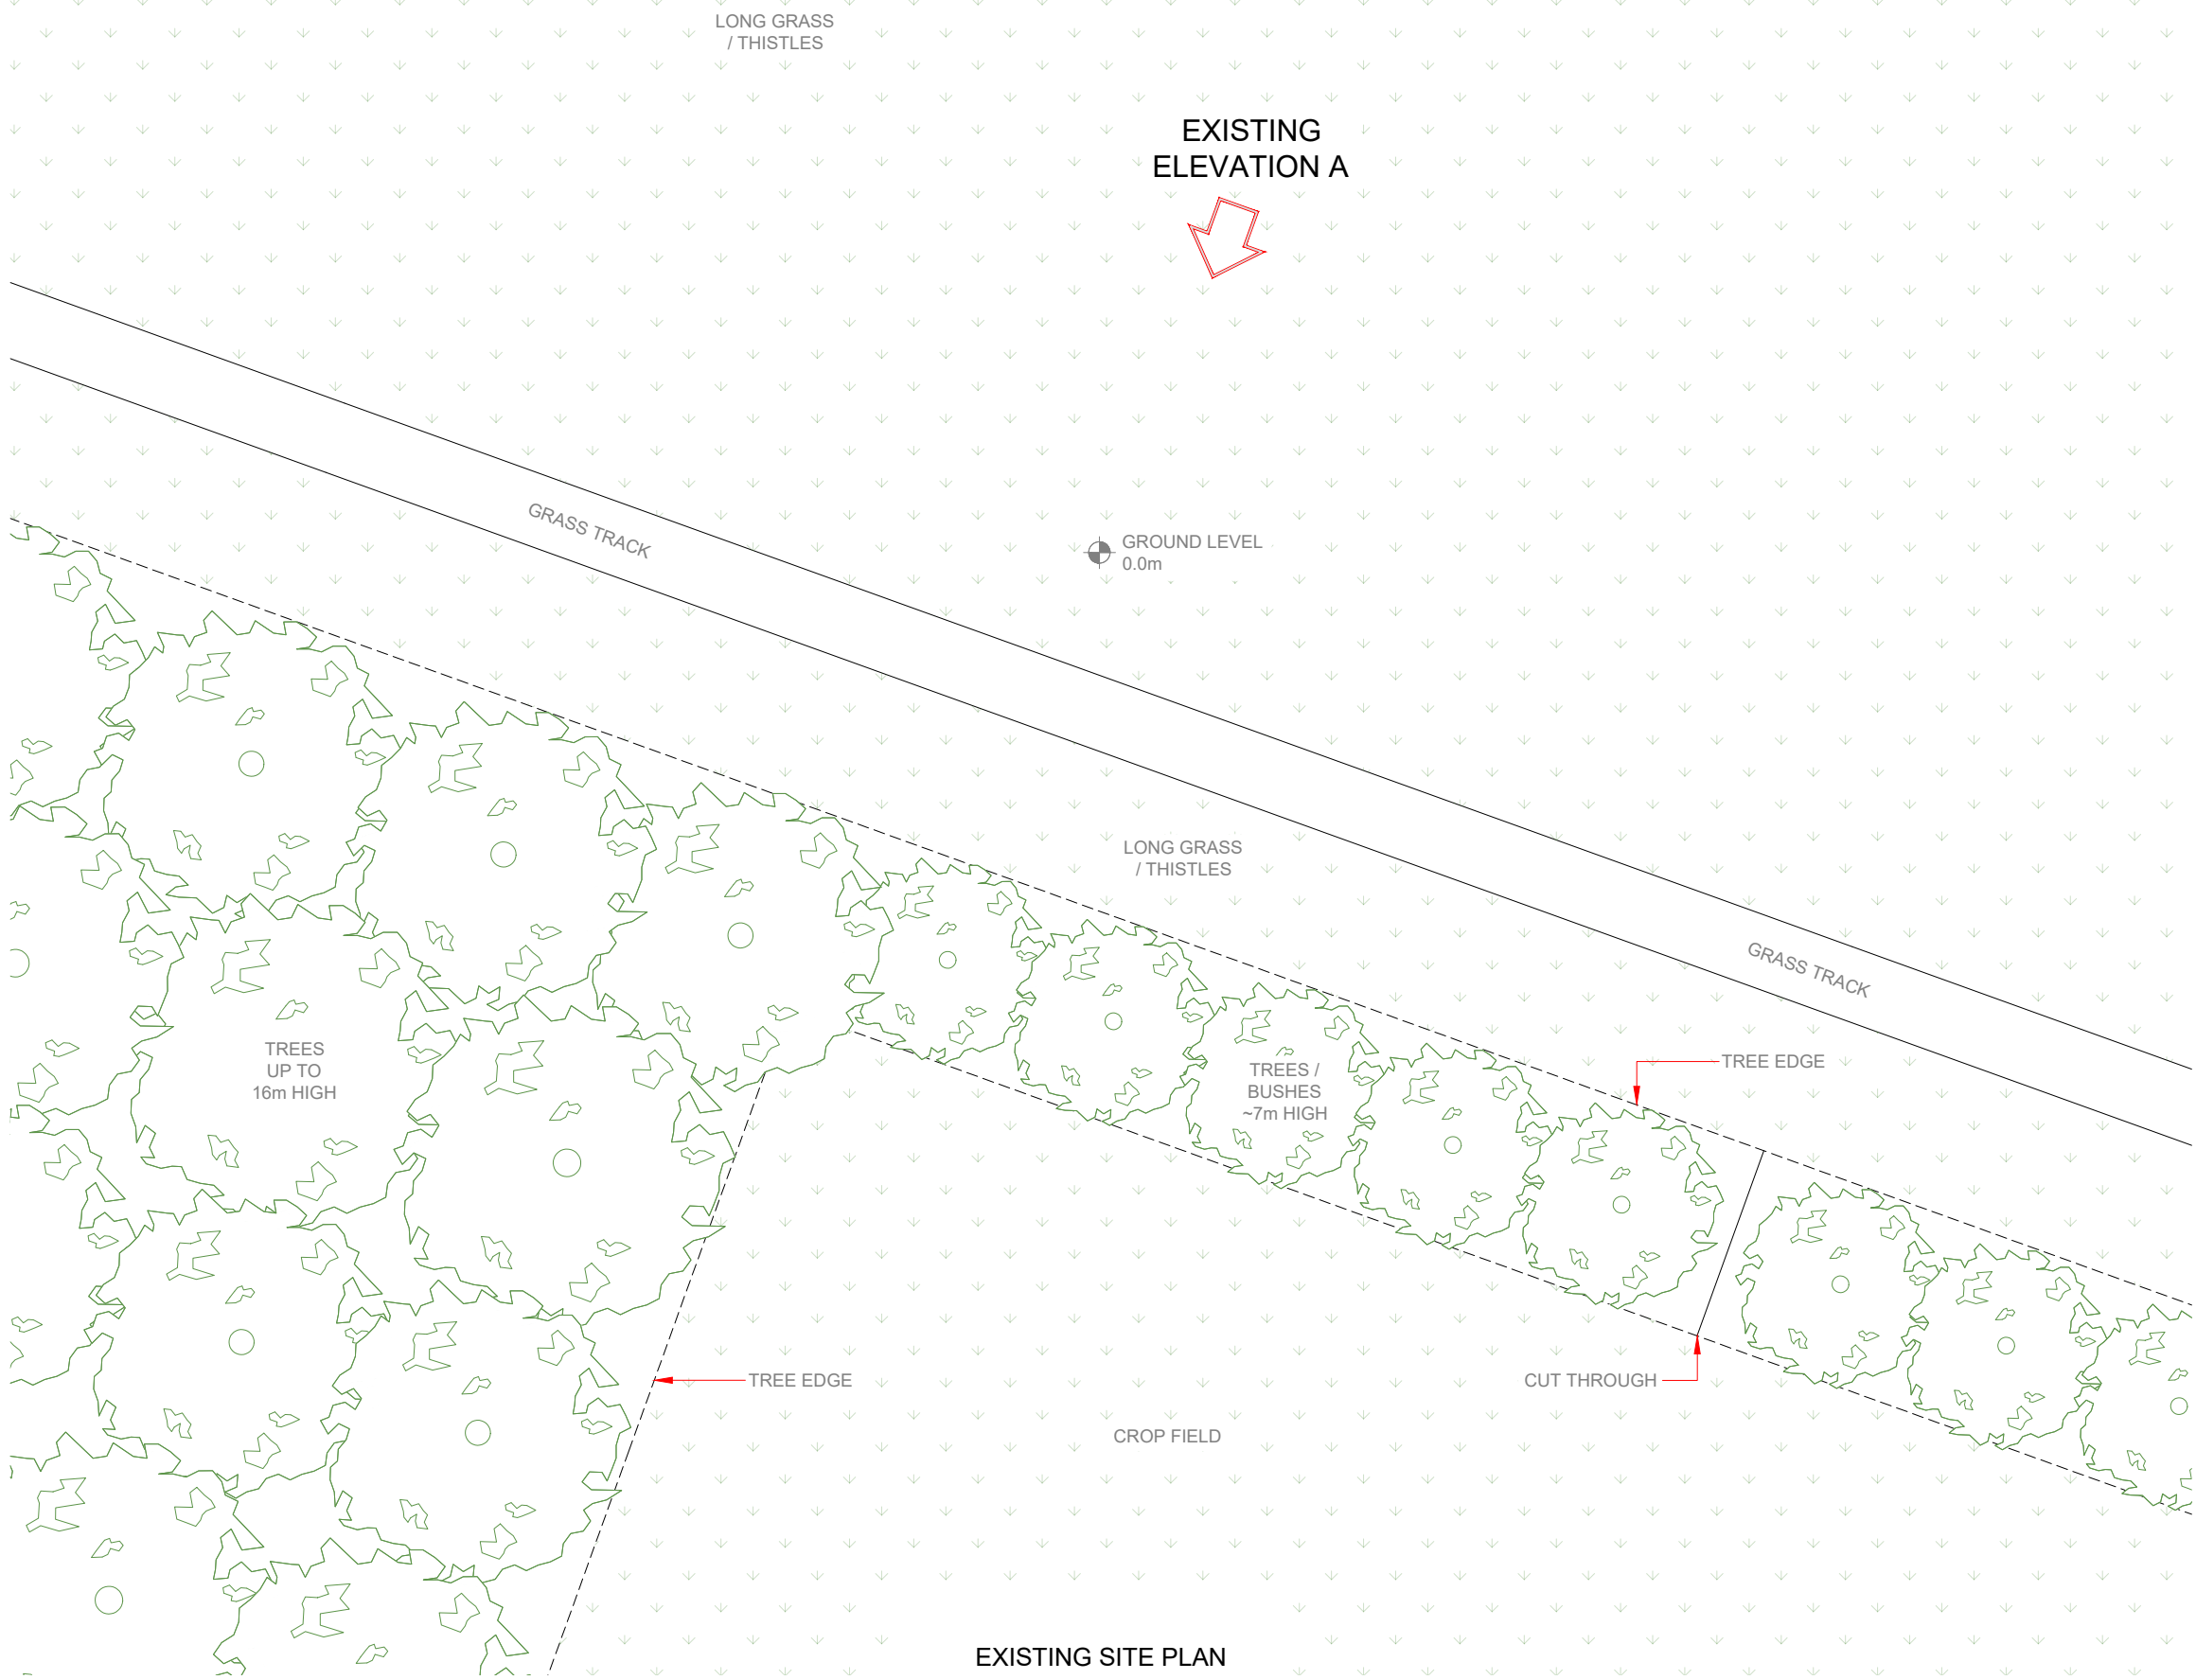 LONG GRASS
/ THISTLES
EXISTING
ELEVATION A
GRASS TRACK
GROUND LEVEL
0.0m
LONG GRASS
/ THISTLES
GRASS TRACK
TREES
UP TO
16m HIGH
TREES /
BUSHES
~7m HIGH
TREE EDGE
TREE EDGE
CUT THROUGH
CROP FIELD
EXISTING SITE PLAN